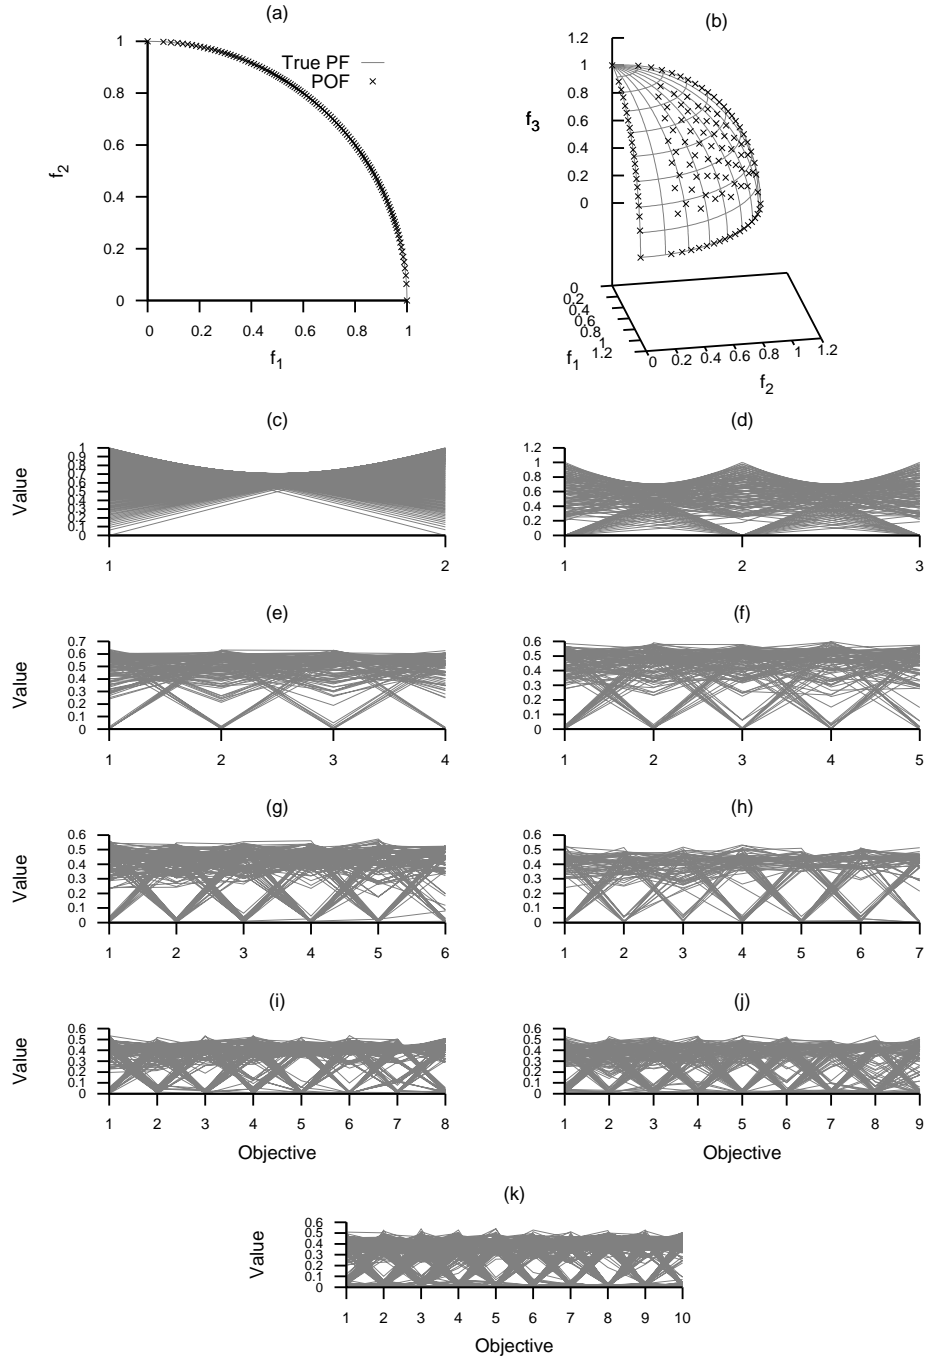 (a)
1
0.8
0.6
0.4
0.2
0
f2
True PF
POF
0 0.2 0.4 0.6 0.8 1
f1
(b)
1.2
1
0.8
0.6
0.4
0.2
0
f3
0
0.2
0.4
0.6
0.8
1
1.2
f1
0 0.2 0.4 0.6 0.8 1 1.2
f2
(c)
1
0.9
0.8
0.7
0.6
0.5
0.4
0.3
0.2
0.1
0
Value
1 2
(d)
1.2
1
0.8
0.6
0.4
0.2
0
1 2 3
(e)
0.7
0.6
0.5
0.4
0.3
0.2
0.1
0
Value
1 2 3 4
(f)
0.6
0.5
0.4
0.3
0.2
0.1
0
1 2 3 4 5
(g)
0.6
0.5
0.4
0.3
0.2
0.1
0
Value
1 2 3 4 5 6
(h)
0.6
0.5
0.4
0.3
0.2
0.1
0
1 2 3 4 5 6 7
(i)
0.6
0.5
0.4
0.3
0.2
0.1
0
Value
1 2 3 4 5 6 7 8
Objective
(j)
0.6
0.5
0.4
0.3
0.2
0.1
0
1 2 3 4 5 6 7 8 9
Objective
(k)
0.6
0.5
0.4
0.3
0.2
0.1
0
Value
1 2 3 4 5 6 7 8 9 10
Objective